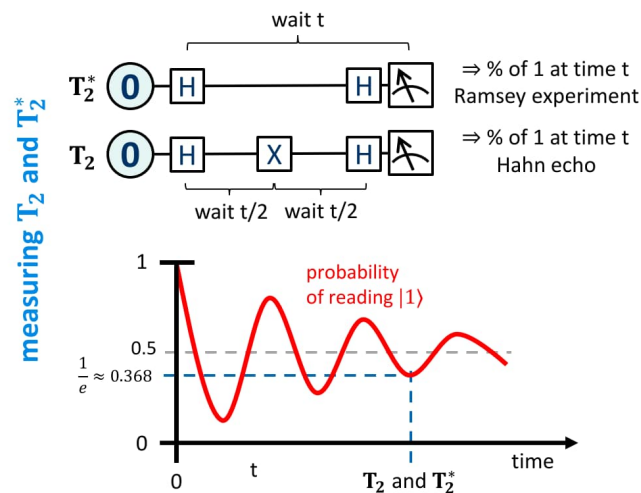 measuring T₂ and T₂*
wait t
T₂* 0 H H ⇒ % of 1 at time t
Ramsey experiment
T₂ 0 H X H ⇒ % of 1 at time t
Hahn echo
wait t/2 wait t/2
1
probability
of reading |1⟩
0.5
1/e ≈ 0.368
0
0 t T₂ and T₂* time